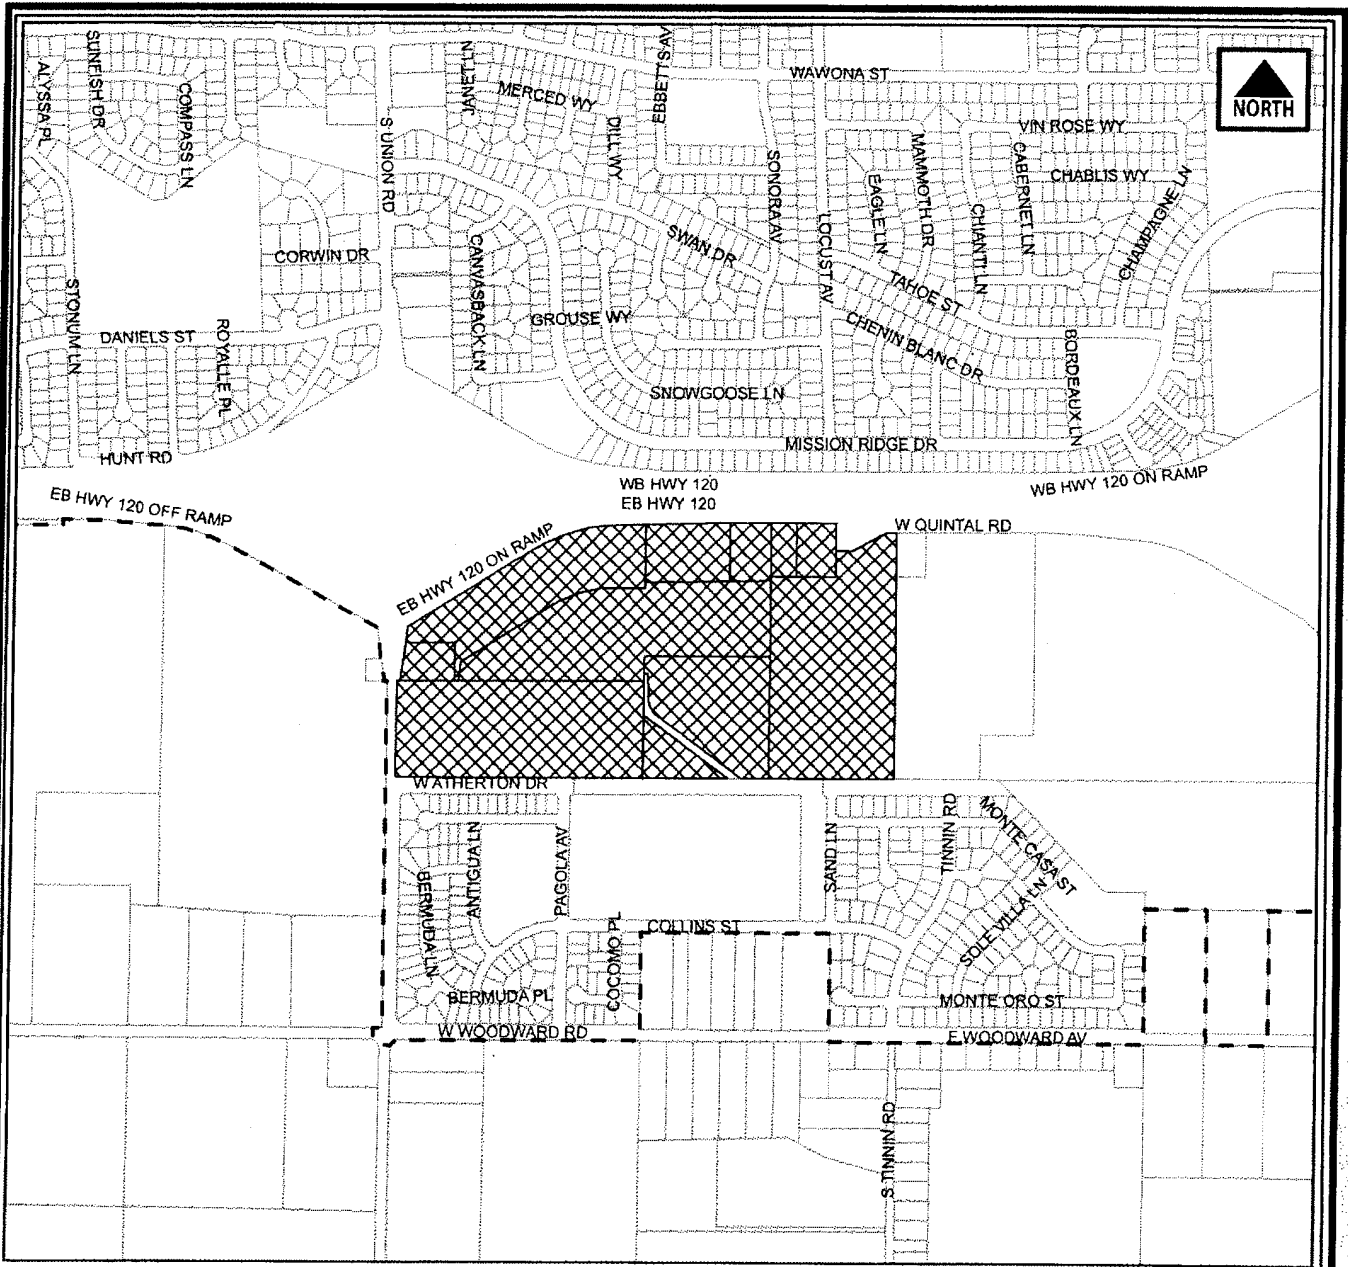 NORTH
WAWONA ST
SUNFISH DR
ALYSSA PL
COMPASS LN
S UNION RD
JANET LN
MERCED WY
DILL WY
EBBETTS AV
SONORA AV
LOCUST AV
EAGLE LN
MAMMOTH DR
CHIANTI LN
CABERNET LN
VIN ROSE WY
CHABLIS WY
CHAMPAGNE LN
CORWIN DR
CANVASBACK LN
SWAN DR
TAHOE ST
STONUM LN
DANIELS ST
ROYALLE PL
GROUSE WY
CHENIN BLANC DR
BORDEAUX LN
SNOWGOOSE LN
MISSION RIDGE DR
HUNT RD
WB HWY 120
EB HWY 120
WB HWY 120 ON RAMP
EB HWY 120 OFF RAMP
EB HWY 120 ON RAMP
W QUINTAL RD
W ATHERTON DR
BERMUDA LN
ANTIGUA LN
PAGOLA AV
COCOMO PL
COLLINS ST
SAND LN
TINNIN RD
MONTE CASA ST
SOLE VILLA LN
BERMUDA PL
MONTE ORO ST
W WOODWARD RD
E WOODWARD AV
S TINNIN RD